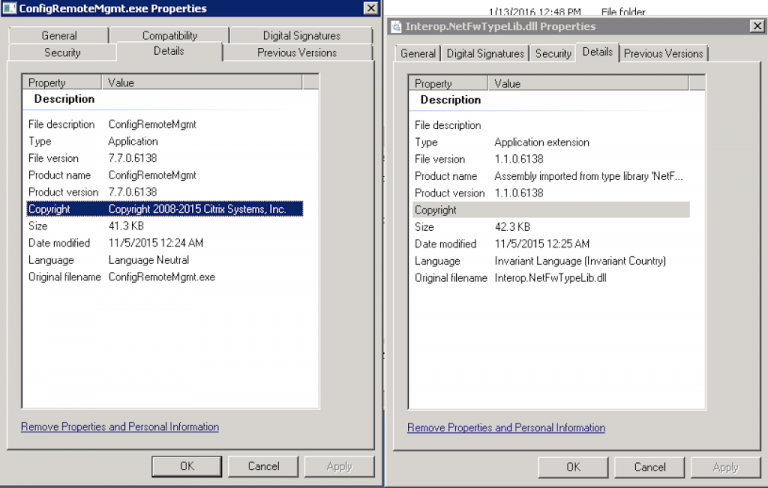 1/13/2016 12:48 PM File folder
ConfigRemoteMgmt.exe Properties
General Compatibility Digital Signatures
Security Details Previous Versions
Property Value
Description
File description ConfigRemoteMgmt
Type Application
File version 7.7.0.6138
Product name ConfigRemoteMgmt
Product version 7.7.0.6138
Copyright Copyright 2008-2015 Citrix Systems, Inc.
Size 41.3 KB
Date modified 11/5/2015 12:24 AM
Language Language Neutral
Original filename ConfigRemoteMgmt.exe
Remove Properties and Personal Information
OK Cancel Apply
Interop.NetFwTypeLib.dll Properties
General Digital Signatures Security Details Previous Versions
Property Value
Description
File description
Type Application extension
File version 1.1.0.6138
Product name Assembly imported from type library 'NetF...
Product version 1.1.0.6138
Copyright
Size 42.3 KB
Date modified 11/5/2015 12:25 AM
Language Invariant Language (Invariant Country)
Original filename Interop.NetFwTypeLib.dll
Remove Properties and Personal Information
OK Cancel Apply